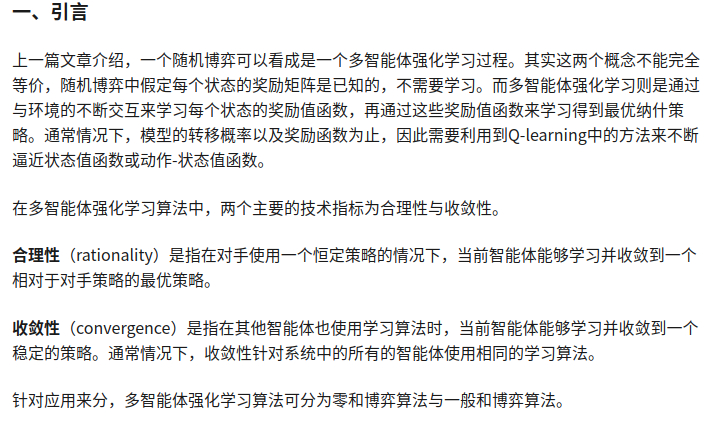 一、引言
上一篇文章介绍，一个随机博弈可以看成是一个多智能体强化学习过程。其实这两个概念不能完全
等价，随机博弈中假定每个状态的奖励矩阵是已知的，不需要学习。而多智能体强化学习则是通过
与环境的不断交互来学习每个状态的奖励值函数，再通过这些奖励值函数来学习得到最优纳什策
略。通常情况下，模型的转移概率以及奖励函数为止，因此需要利用到Q-learning中的方法来不断
逼近状态值函数或动作-状态值函数。
在多智能体强化学习算法中，两个主要的技术指标为合理性与收敛性。
合理性（rationality）是指在对手使用一个恒定策略的情况下，当前智能体能够学习并收敛到一个
相对于对手策略的最优策略。
收敛性（convergence）是指在其他智能体也使用学习算法时，当前智能体能够学习并收敛到一个
稳定的策略。通常情况下，收敛性针对系统中的所有的智能体使用相同的学习算法。
针对应用来分，多智能体强化学习算法可分为零和博弈算法与一般和博弈算法。